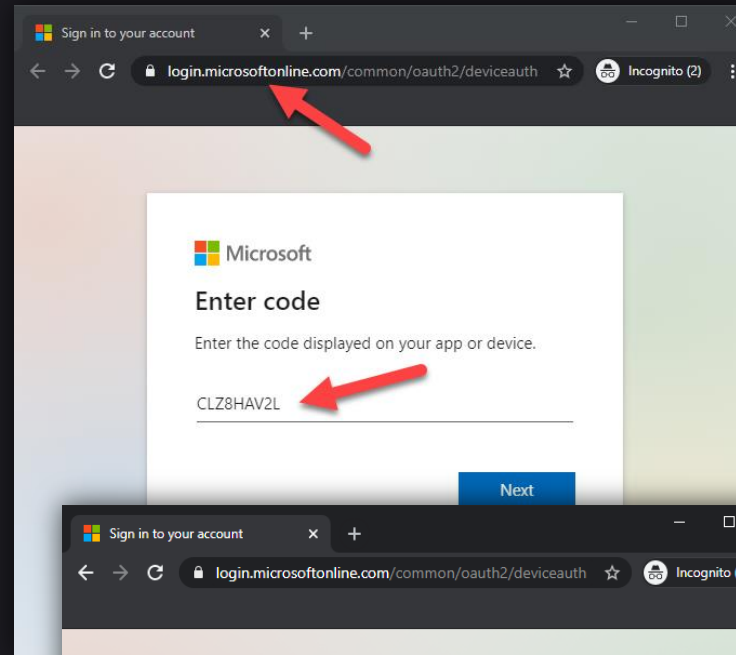 Sign in to your account
login.microsoftonline.com/common/oauth2/deviceauth
Incognito (2)
Microsoft
Enter code
Enter the code displayed on your app or device.
CLZ8HAV2L
Next
Sign in to your account
login.microsoftonline.com/common/oauth2/deviceauth
Incognito (